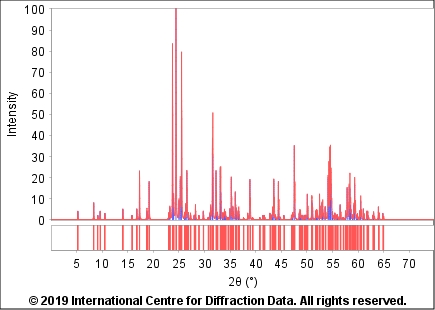 Intensity
100
90
80
70
60
50
40
30
20
10
0
5 10 15 20 25 30 35 40 45 50 55 60 65 70
2θ (°)
© 2019 International Centre for Diffraction Data. All rights reserved.